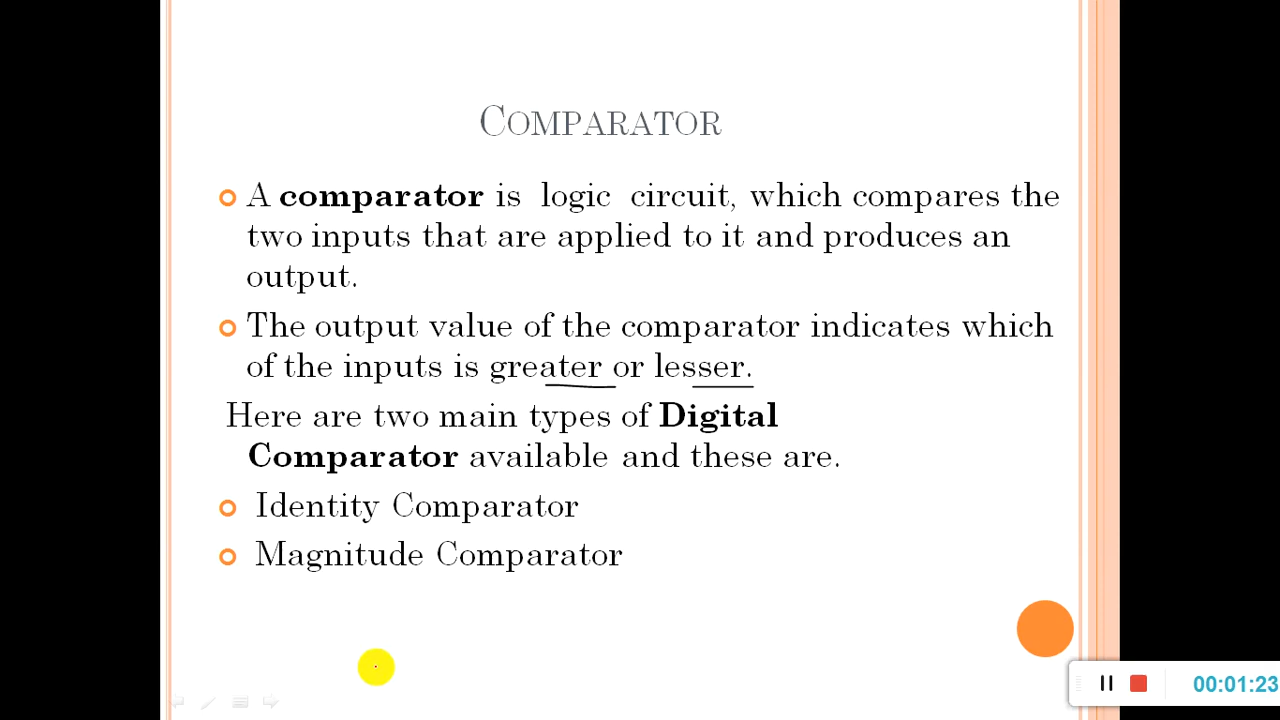 COMPARATOR
A comparator is logic circuit, which compares the
two inputs that are applied to it and produces an
output.
The output value of the comparator indicates which
of the inputs is greater or lesser.
Here are two main types of Digital
Comparator available and these are.
Identity Comparator
Magnitude Comparator
00:01:23